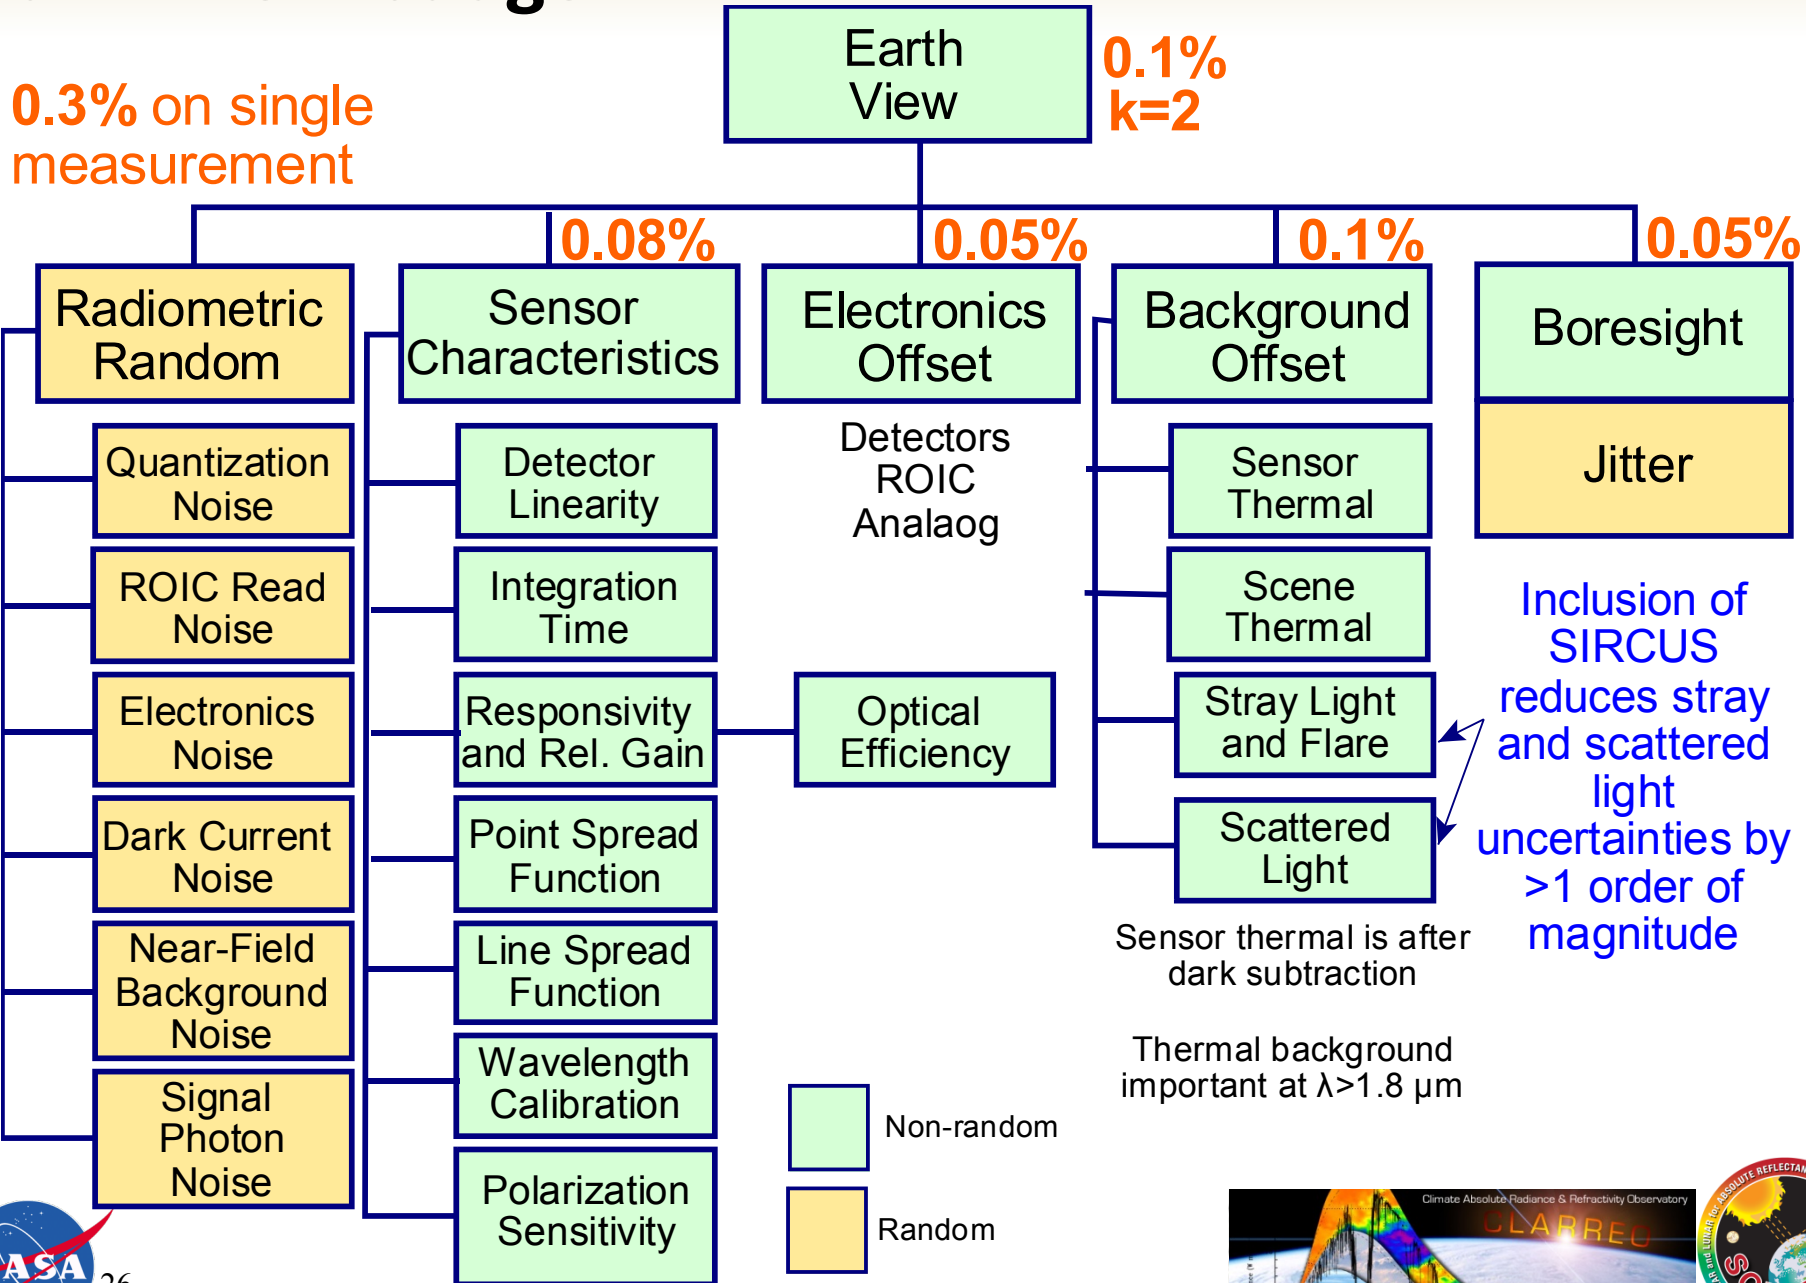 Earth
View
0.1%
k=2
0.3% on single
measurement
0.08%
0.05%
0.1%
0.05%
Radiometric
Random
Quantization
Noise
ROIC Read
Noise
Electronics
Noise
Dark Current
Noise
Near-Field
Background
Noise
Signal
Photon
Noise
Sensor
Characteristics
Detector
Linearity
Integration
Time
Responsivity
and Rel. Gain
Optical
Efficiency
Point Spread
Function
Line Spread
Function
Wavelength
Calibration
Polarization
Sensitivity
Electronics
Offset
Detectors
ROIC
Analaog
Background
Offset
Sensor
Thermal
Scene
Thermal
Stray Light
and Flare
Scattered
Light
Sensor thermal is after
dark subtraction
Thermal background
important at λ>1.8 µm
Boresight
Jitter
Inclusion of
SIRCUS
reduces stray
and scattered
light
uncertainties by
>1 order of
magnitude
Non-random
Random
26
Climate Absolute Radiance & Refractivity Observatory
CLARREO